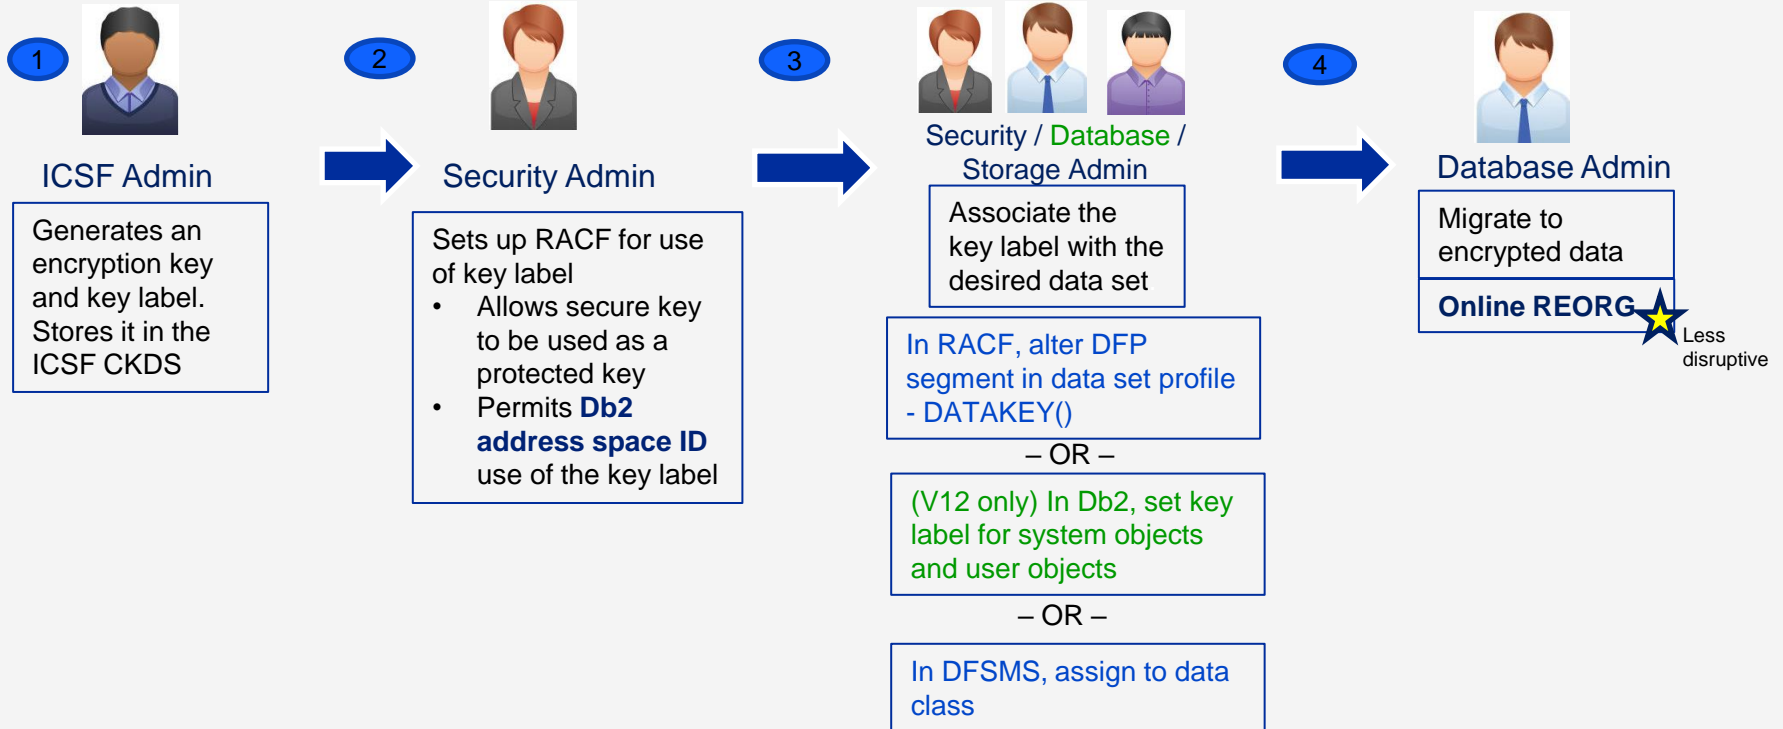 1
ICSF Admin
Generates an
encryption key
and key label.
Stores it in the
ICSF CKDS
2
Security Admin
Sets up RACF for use
of key label
• Allows secure key
to be used as a
protected key
• Permits Db2
address space ID
use of the key label
3
Security / Database /
Storage Admin
Associate the
key label with the
desired data set
In RACF, alter DFP
segment in data set profile
- DATAKEY()
– OR –
(V12 only) In Db2, set key
label for system objects
and user objects
– OR –
In DFSMS, assign to data
class
4
Database Admin
Migrate to
encrypted data
Online REORG
Less
disruptive